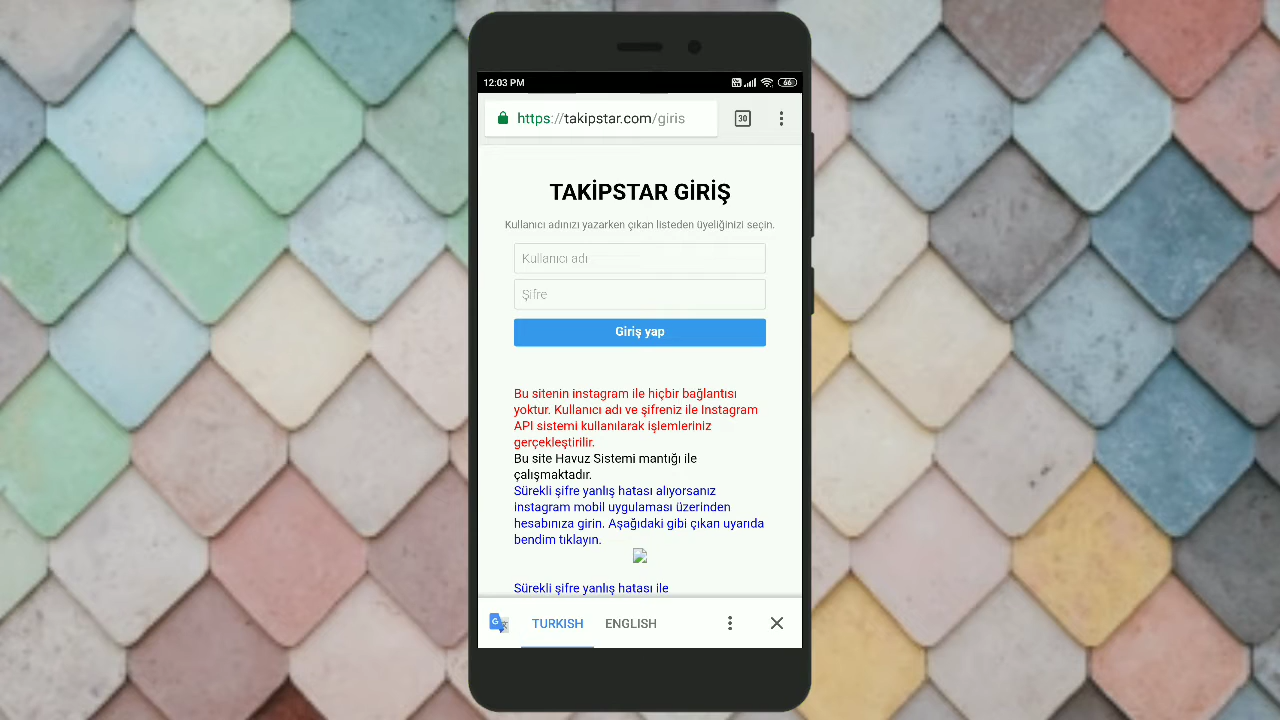 12:03 PM
66
https://takipstar.com/giris
30
TAKİPSTAR GİRİŞ
Kullanıcı adınızı yazarken çıkan listeden üyeliğinizi seçin.
Kullanıcı adı
Şifre
Giriş yap
Bu sitenin instagram ile hiçbir bağlantısı
yoktur. Kullanıcı adı ve şifreniz ile Instagram
API sistemi kullanılarak işlemleriniz
gerçekleştirilir.
Bu site Havuz Sistemi mantığı ile
çalışmaktadır.
Sürekli şifre yanlış hatası alıyorsanız
instagram mobil uygulaması üzerinden
hesabınıza girin. Aşağıdaki gibi çıkan uyarıda
bendim tıklayın.
Sürekli şifre yanlış hatası ile
TURKISH
ENGLISH